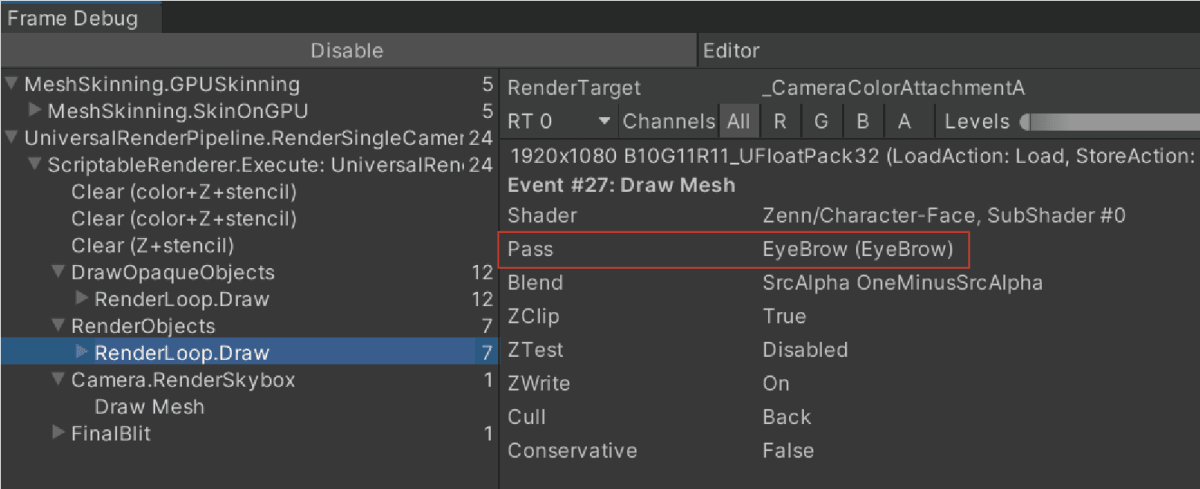 Frame Debug
Disable
Editor
MeshSkinning.GPUSkinning 5
MeshSkinning.SkinOnGPU 5
UniversalRenderPipeline.RenderSingleCamer 24
ScriptableRenderer.Execute: UniversalRen 24
Clear (color+Z+stencil)
Clear (color+Z+stencil)
Clear (Z+stencil)
DrawOpaqueObjects 12
RenderLoop.Draw 12
RenderObjects 7
RenderLoop.Draw 7
Camera.RenderSkybox 1
Draw Mesh
FinalBlit 1
RenderTarget _CameraColorAttachmentA
RT 0 Channels All R G B A Levels
1920x1080 B10G11R11_UFloatPack32 (LoadAction: Load, StoreAction:
Event #27: Draw Mesh
Shader Zenn/Character-Face, SubShader #0
Pass EyeBrow (EyeBrow)
Blend SrcAlpha OneMinusSrcAlpha
ZClip True
ZTest Disabled
ZWrite On
Cull Back
Conservative False